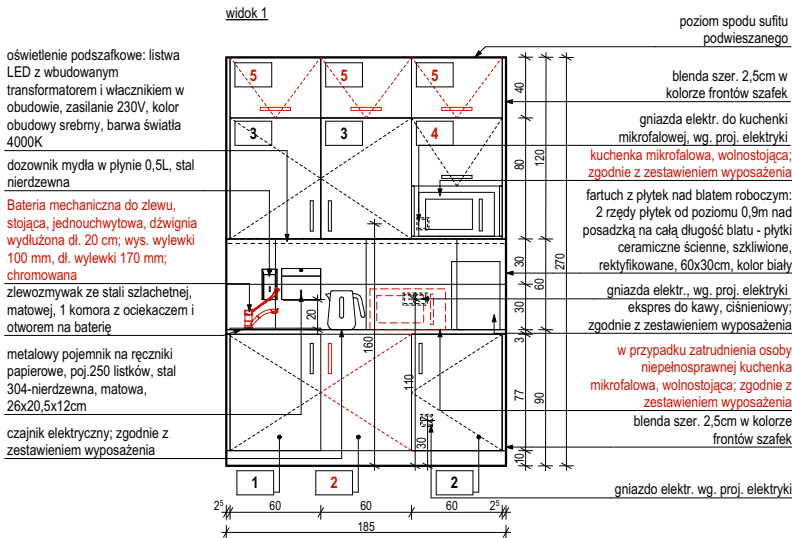 widok 1
oświetlenie podszafkowe: listwa
LED z wbudowanym
transformatorem i włacznikiem w
obudowie, zasilanie 230V, kolor
obudowy srebrny, barwa światła
4000K
dozownik mydła w płynie 0,5L, stal
nierdzewna
Bateria mechaniczna do zlewu,
stojąca, jednouchwytowa, dźwignia
wydłużona dł. 20 cm; wys. wylewki
100 mm, dł. wylewki 170 mm;
chromowana
zlewozmywak ze stali szlachetnej,
matowej, 1 komora z ociekaczem i
otworem na baterię
metalowy pojemnik na ręczniki
papierowe, poj.250 listków, stal
304-nierdzewna, matowa,
26x20,5x12cm
czajnik elektryczny; zgodnie z
zestawieniem wyposażenia
5
5
5
3
3
4
20
160
110
30
1
2
2
2⁵
60
60
60
2⁵
185
40
80
30
30
3
77
10
120
60
90
270
poziom spodu sufitu
podwieszanego
blenda szer. 2,5cm w
kolorze frontów szafek
gniazda elektr. do kuchenki
mikrofalowej, wg. proj. elektryki
kuchenka mikrofalowa, wolnostojąca;
zgodnie z zestawieniem wyposażenia
fartuch z płytek nad blatem roboczym:
2 rzędy płytek od poziomu 0,9m nad
posadzką na całą długość blatu - płytki
ceramiczne ścienne, szkliwione,
rektyfikowane, 60x30cm, kolor biały
gniazda elektr., wg. proj. elektryki
ekspres do kawy, ciśnieniowy;
zgodnie z zestawieniem wyposażenia
w przypadku zatrudnienia osoby
niepełnosprawnej kuchenka
mikrofalowa, wolnostojąca; zgodnie z
zestawieniem wyposażenia
blenda szer. 2,5cm w kolorze
frontów szafek
gniazdo elektr. wg. proj. elektryki